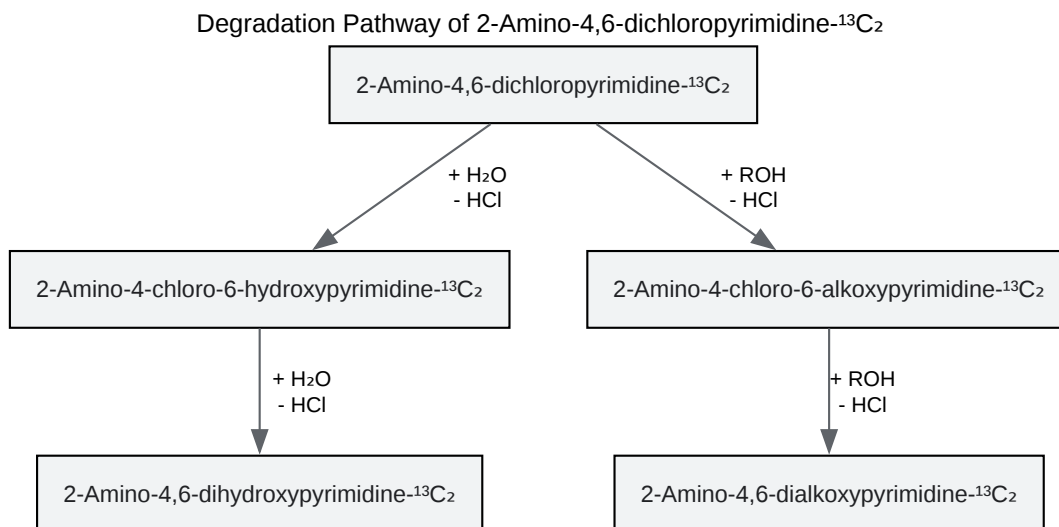 Degradation Pathway of 2-Amino-4,6-dichloropyrimidine-¹³C₂
2-Amino-4,6-dichloropyrimidine-¹³C₂
+ H₂O
- HCl
+ ROH
- HCl
2-Amino-4-chloro-6-hydroxypyrimidine-¹³C₂
2-Amino-4-chloro-6-alkoxypyrimidine-¹³C₂
+ H₂O
- HCl
+ ROH
- HCl
2-Amino-4,6-dihydroxypyrimidine-¹³C₂
2-Amino-4,6-dialkoxypyrimidine-¹³C₂